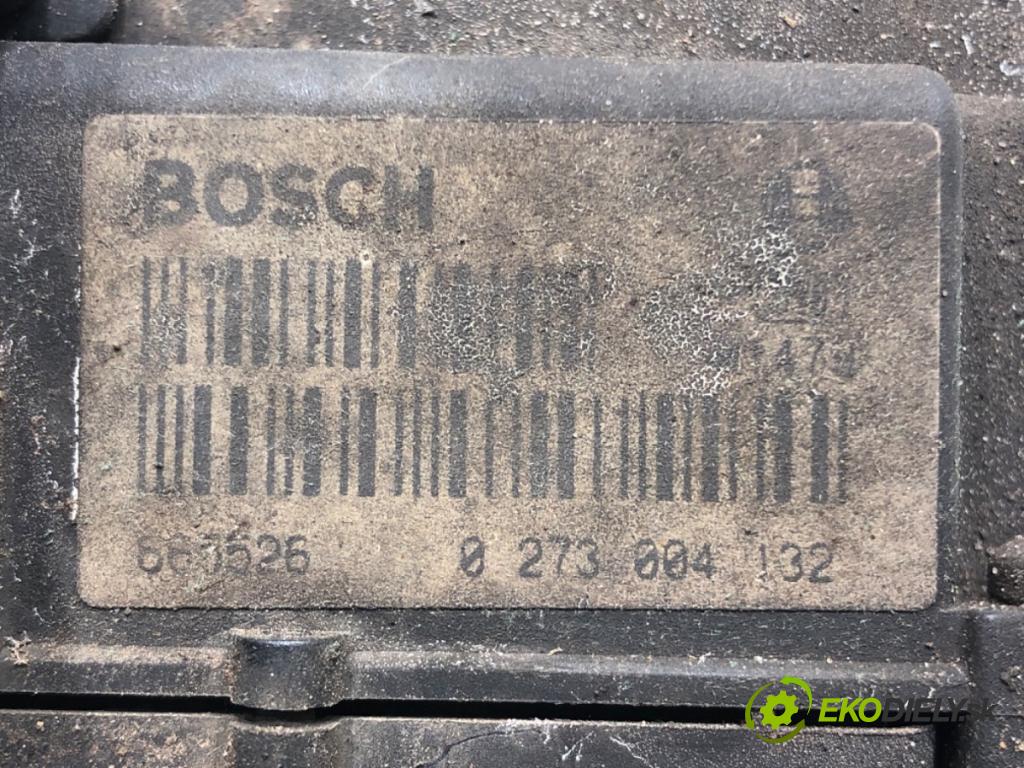 BOSCH
0 273 004 132
EKODIELY.sk